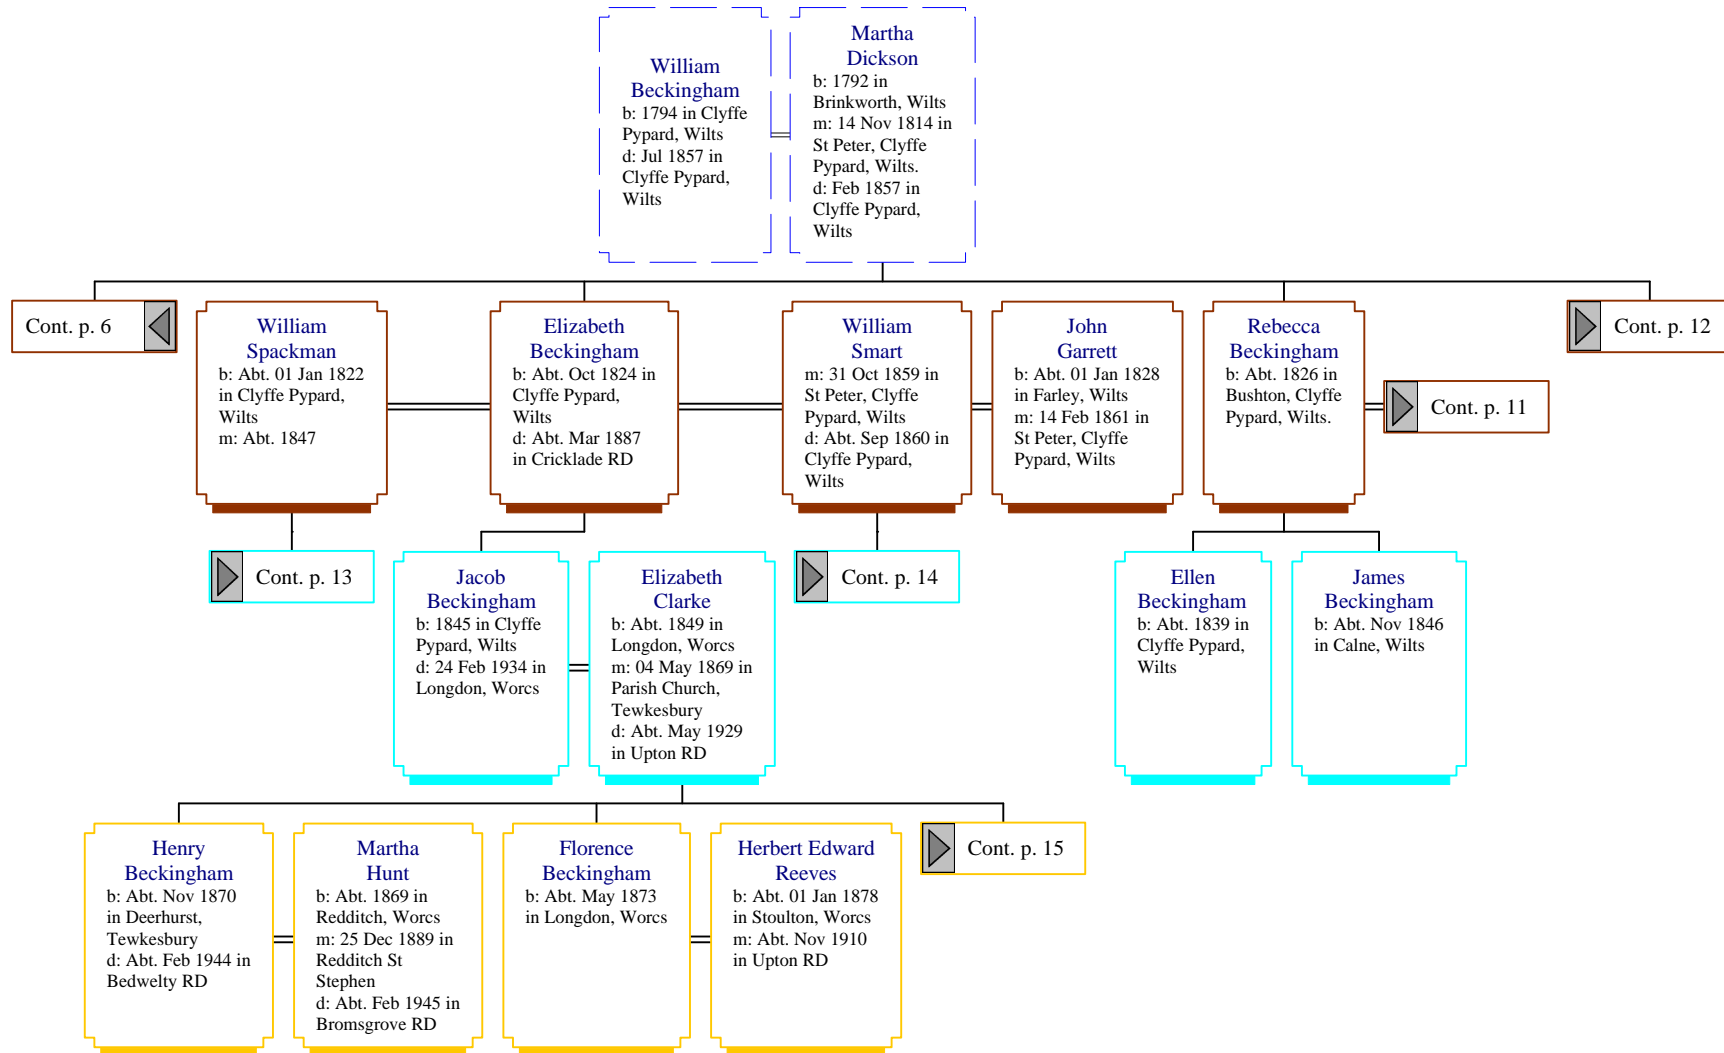 William
Beckingham
b: 1794 in Clyffe
Pypard, Wilts
d: Jul 1857 in
Clyffe Pypard,
Wilts
Martha
Dickson
b: 1792 in
Brinkworth, Wilts
m: 14 Nov 1814 in
St Peter, Clyffe
Pypard, Wilts.
d: Feb 1857 in
Clyffe Pypard,
Wilts
Cont. p. 6
William
Spackman
b: Abt. 01 Jan 1822
in Clyffe Pypard,
Wilts
m: Abt. 1847
Elizabeth
Beckingham
b: Abt. Oct 1824 in
Clyffe Pypard,
Wilts
d: Abt. Mar 1887
in Cricklade RD
William
Smart
m: 31 Oct 1859 in
St Peter, Clyffe
Pypard, Wilts
d: Abt. Sep 1860 in
Clyffe Pypard,
Wilts
John
Garrett
b: Abt. 01 Jan 1828
in Farley, Wilts
m: 14 Feb 1861 in
St Peter, Clyffe
Pypard, Wilts
Rebecca
Beckingham
b: Abt. 1826 in
Bushton, Clyffe
Pypard, Wilts.
Cont. p. 11
Cont. p. 12
Cont. p. 13
Jacob
Beckingham
b: 1845 in Clyffe
Pypard, Wilts
d: 24 Feb 1934 in
Longdon, Worcs
Elizabeth
Clarke
b: Abt. 1849 in
Longdon, Worcs
m: 04 May 1869 in
Parish Church,
Tewkesbury
d: Abt. May 1929
in Upton RD
Cont. p. 14
Ellen
Beckingham
b: Abt. 1839 in
Clyffe Pypard,
Wilts
James
Beckingham
b: Abt. Nov 1846
in Calne, Wilts
Henry
Beckingham
b: Abt. Nov 1870
in Deerhurst,
Tewkesbury
d: Abt. Feb 1944 in
Bedwelty RD
Martha
Hunt
b: Abt. 1869 in
Redditch, Worcs
m: 25 Dec 1889 in
Redditch St
Stephen
d: Abt. Feb 1945 in
Bromsgrove RD
Florence
Beckingham
b: Abt. May 1873
in Longdon, Worcs
Herbert Edward
Reeves
b: Abt. 01 Jan 1878
in Stoulton, Worcs
m: Abt. Nov 1910
in Upton RD
Cont. p. 15